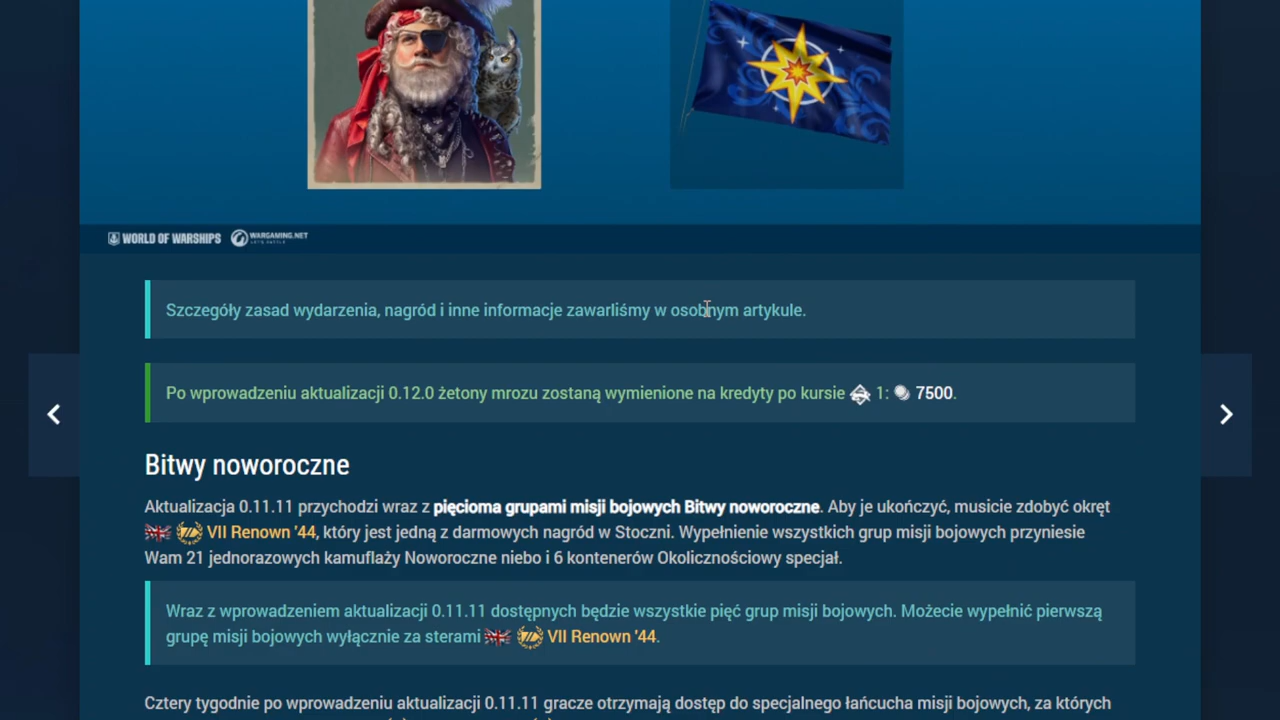 WORLD OF WARSHIPS WARGAMING.NET
LET'S BATTLE
Szczegóły zasad wydarzenia, nagród i inne informacje zawarliśmy w osobnym artykule.
Po wprowadzeniu aktualizacji 0.12.0 żetony mrozu zostaną wymienione na kredyty po kursie 1: 7500.
Bitwy noworoczne
Aktualizacja 0.11.11 przychodzi wraz z pięcioma grupami misji bojowych Bitwy noworoczne. Aby je ukończyć, musicie zdobyć okręt
VII Renown '44, który jest jedną z darmowych nagród w Stoczni. Wypełnienie wszystkich grup misji bojowych przyniesie
Wam 21 jednorazowych kamuflaży Noworoczne niebo i 6 kontenerów Okolicznościowy specjał.
Wraz z wprowadzeniem aktualizacji 0.11.11 dostępnych będzie wszystkie pięć grup misji bojowych. Możecie wypełnić pierwszą
grupę misji bojowych wyłącznie za sterami VII Renown '44.
Cztery tygodnie po wprowadzeniu aktualizacji 0.11.11 gracze otrzymają dostęp do specjalnego łańcucha misji bojowych, za których